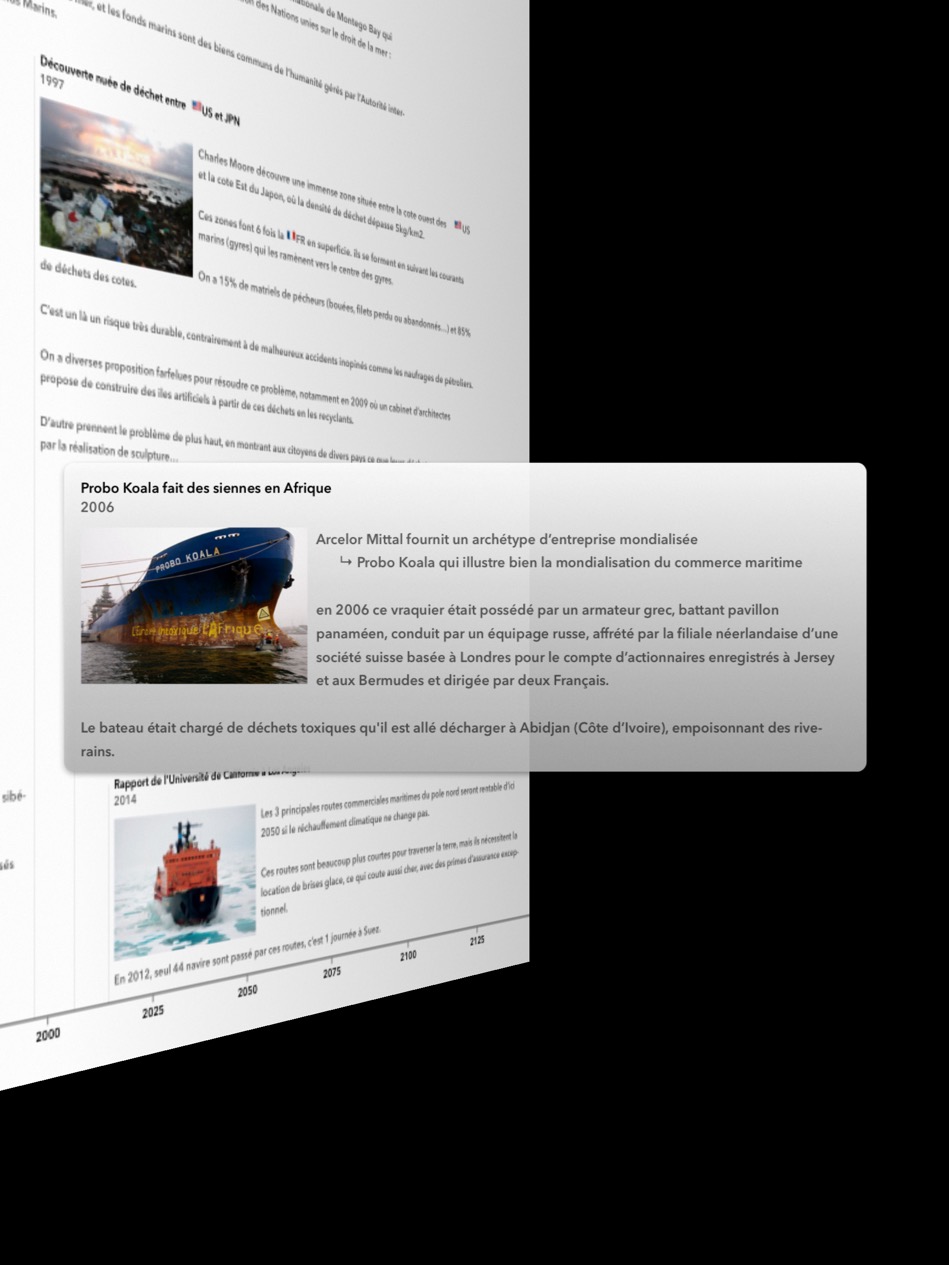 nationale de Montego Bay qui
tion des Nations unies sur le droit de la mer :
mer, et les fonds marins sont des biens communs de l'humanité gérés par l'Autorité inter-
Marins.
Découverte nuée de déchet entre 🇺🇸US et JPN
1997
Charles Moore découvre une immense zone située entre la cote ouest des 🇺🇸US
et la cote Est du Japon, où la densité de déchet dépasse 5kg/km2.
Ces zones font 6 fois la 🇫🇷FR en superficie. ils se forment en suivant les courants
marins (gyres) qui les ramènent vers le centre des gyres.
On a 15% de matriels de pécheurs (bouées, filets perdu ou abandonnés...) et 85%
de déchets des cotes.
C'est un là un risque très durable, contrairement à de malheureux accidents inopinés comme les naufrages de pétroliers.
On a diverses proposition farfelues pour résoudre ce problème, notamment en 2009 où un cabinet d'architectes
propose de construire des îles artificiels à partir de ces déchets en les recyclants.
D'autre prennent le problème de plus haut, en montrant aux citoyens de divers pays ce que leurs
par la réalisation de sculpture...
Probo Koala fait des siennes en Afrique
2006
PROBO KOALA
Arcelor Mittal fournit un archétype d'entreprise mondialisée
↳ Probo Koala qui illustre bien la mondialisation du commerce maritime
en 2006 ce vraquier était possédé par un armateur grec, battant pavillon
panaméen, conduit par un équipage russe, affrété par la filiale néerlandaise d'une
société suisse basée à Londres pour le compte d'actionnaires enregistrés à Jersey
et aux Bermudes et dirigée par deux Français.
Le bateau était chargé de déchets toxiques qu'il est allé décharger à Abidjan (Côte d'Ivoire), empoisonnant des rive-
rains.
Rapport de l'Université de Californie à Los Angeles
2014
Les 3 principales routes commerciales maritimes du pole nord seront rentable d'ici
2050 si le réchauffement climatique ne change pas.
Ces routes sont beaucoup plus courtes pour traverser la terre, mais ils nécessitent la
location de brises glace, ce qui coute aussi cher, avec des primes d'assurance excep-
tionnel.
En 2012, seul 44 navire sont passé par ces routes, c'est 1 journée à Suez.
sibé-
sés
2000
2025
2050
2075
2100
2125